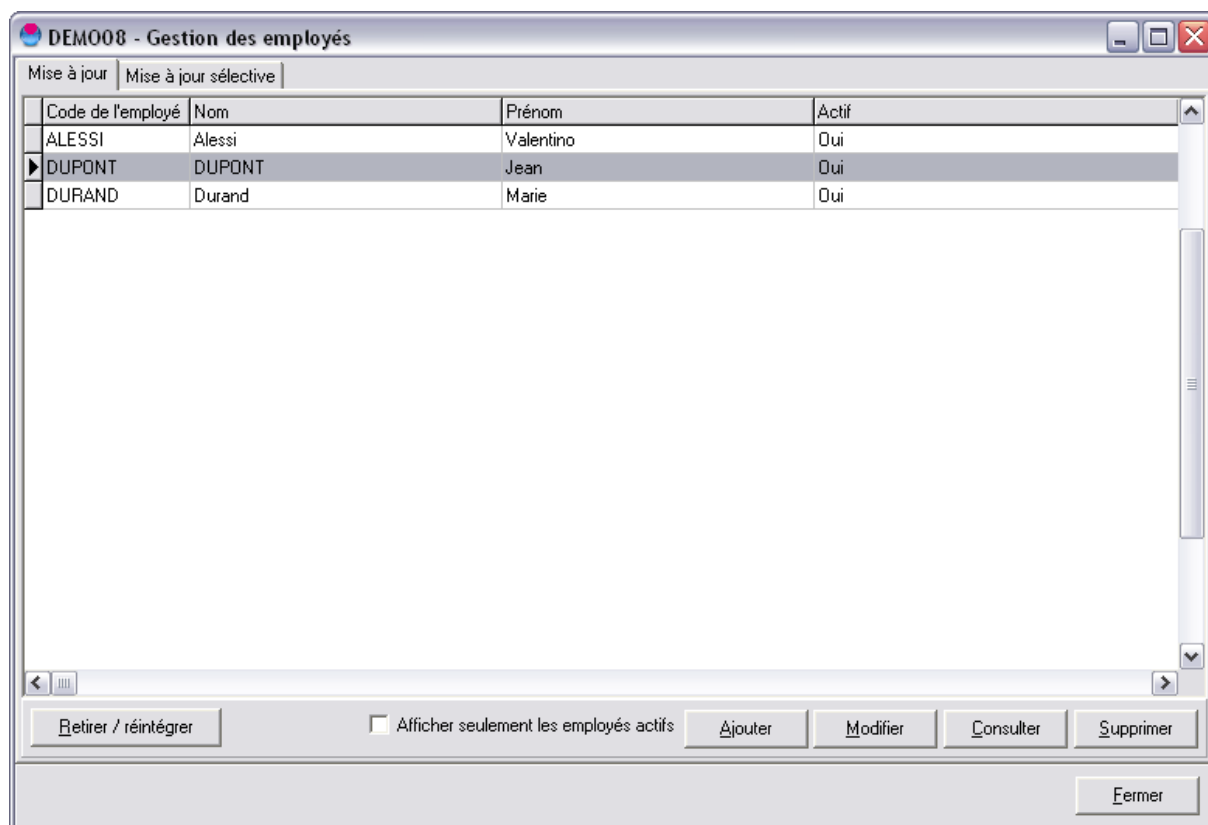 DEMO08 - Gestion des employés
Mise à jour Mise à jour sélective
Code de l'employé Nom Prénom Actif
ALESSI Alessi Valentino Oui
DUPONT DUPONT Jean Oui
DURAND Durand Marie Oui
Retirer / réintégrer Afficher seulement les employés actifs Ajouter Modifier Consulter Supprimer
Fermer